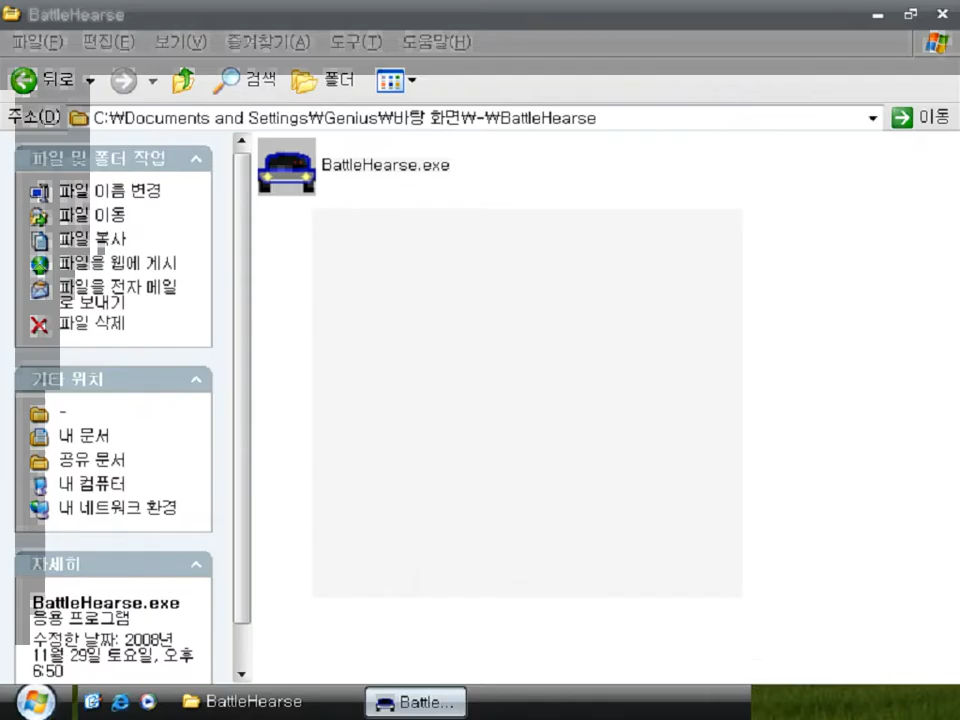 BattleHearse
파일(F) 편집(E) 보기(V) 즐겨찾기(A) 도구(T) 도움말(H)
뒤로 검색 폴더
주소(D) C:₩Documents and Settings₩Genius₩바탕 화면₩-₩BattleHearse 이동
파일 및 폴더 작업
파일 이름 변경
파일 이동
파일 복사
파일을 웹에 게시
파일을 전자 메일
로 보내기
파일 삭제
기타 위치
-
내 문서
공유 문서
내 컴퓨터
내 네트워크 환경
자세히
BattleHearse.exe
응용 프로그램
수정한 날짜: 2008년
11월 29일 토요일, 오후
6:50
BattleHearse.exe
BattleHearse
Battle...